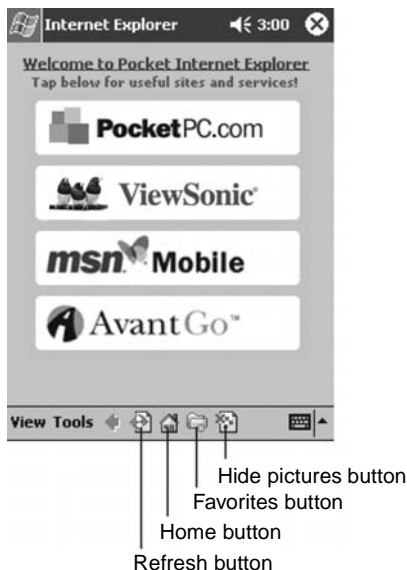 Internet Explorer 3:00
Welcome to Pocket Internet Explorer
Tap below for useful sites and services!
PocketPC.com
ViewSonic®
msn Mobile
AvantGo™
View Tools
Hide pictures button
Favorites button
Home button
Refresh button